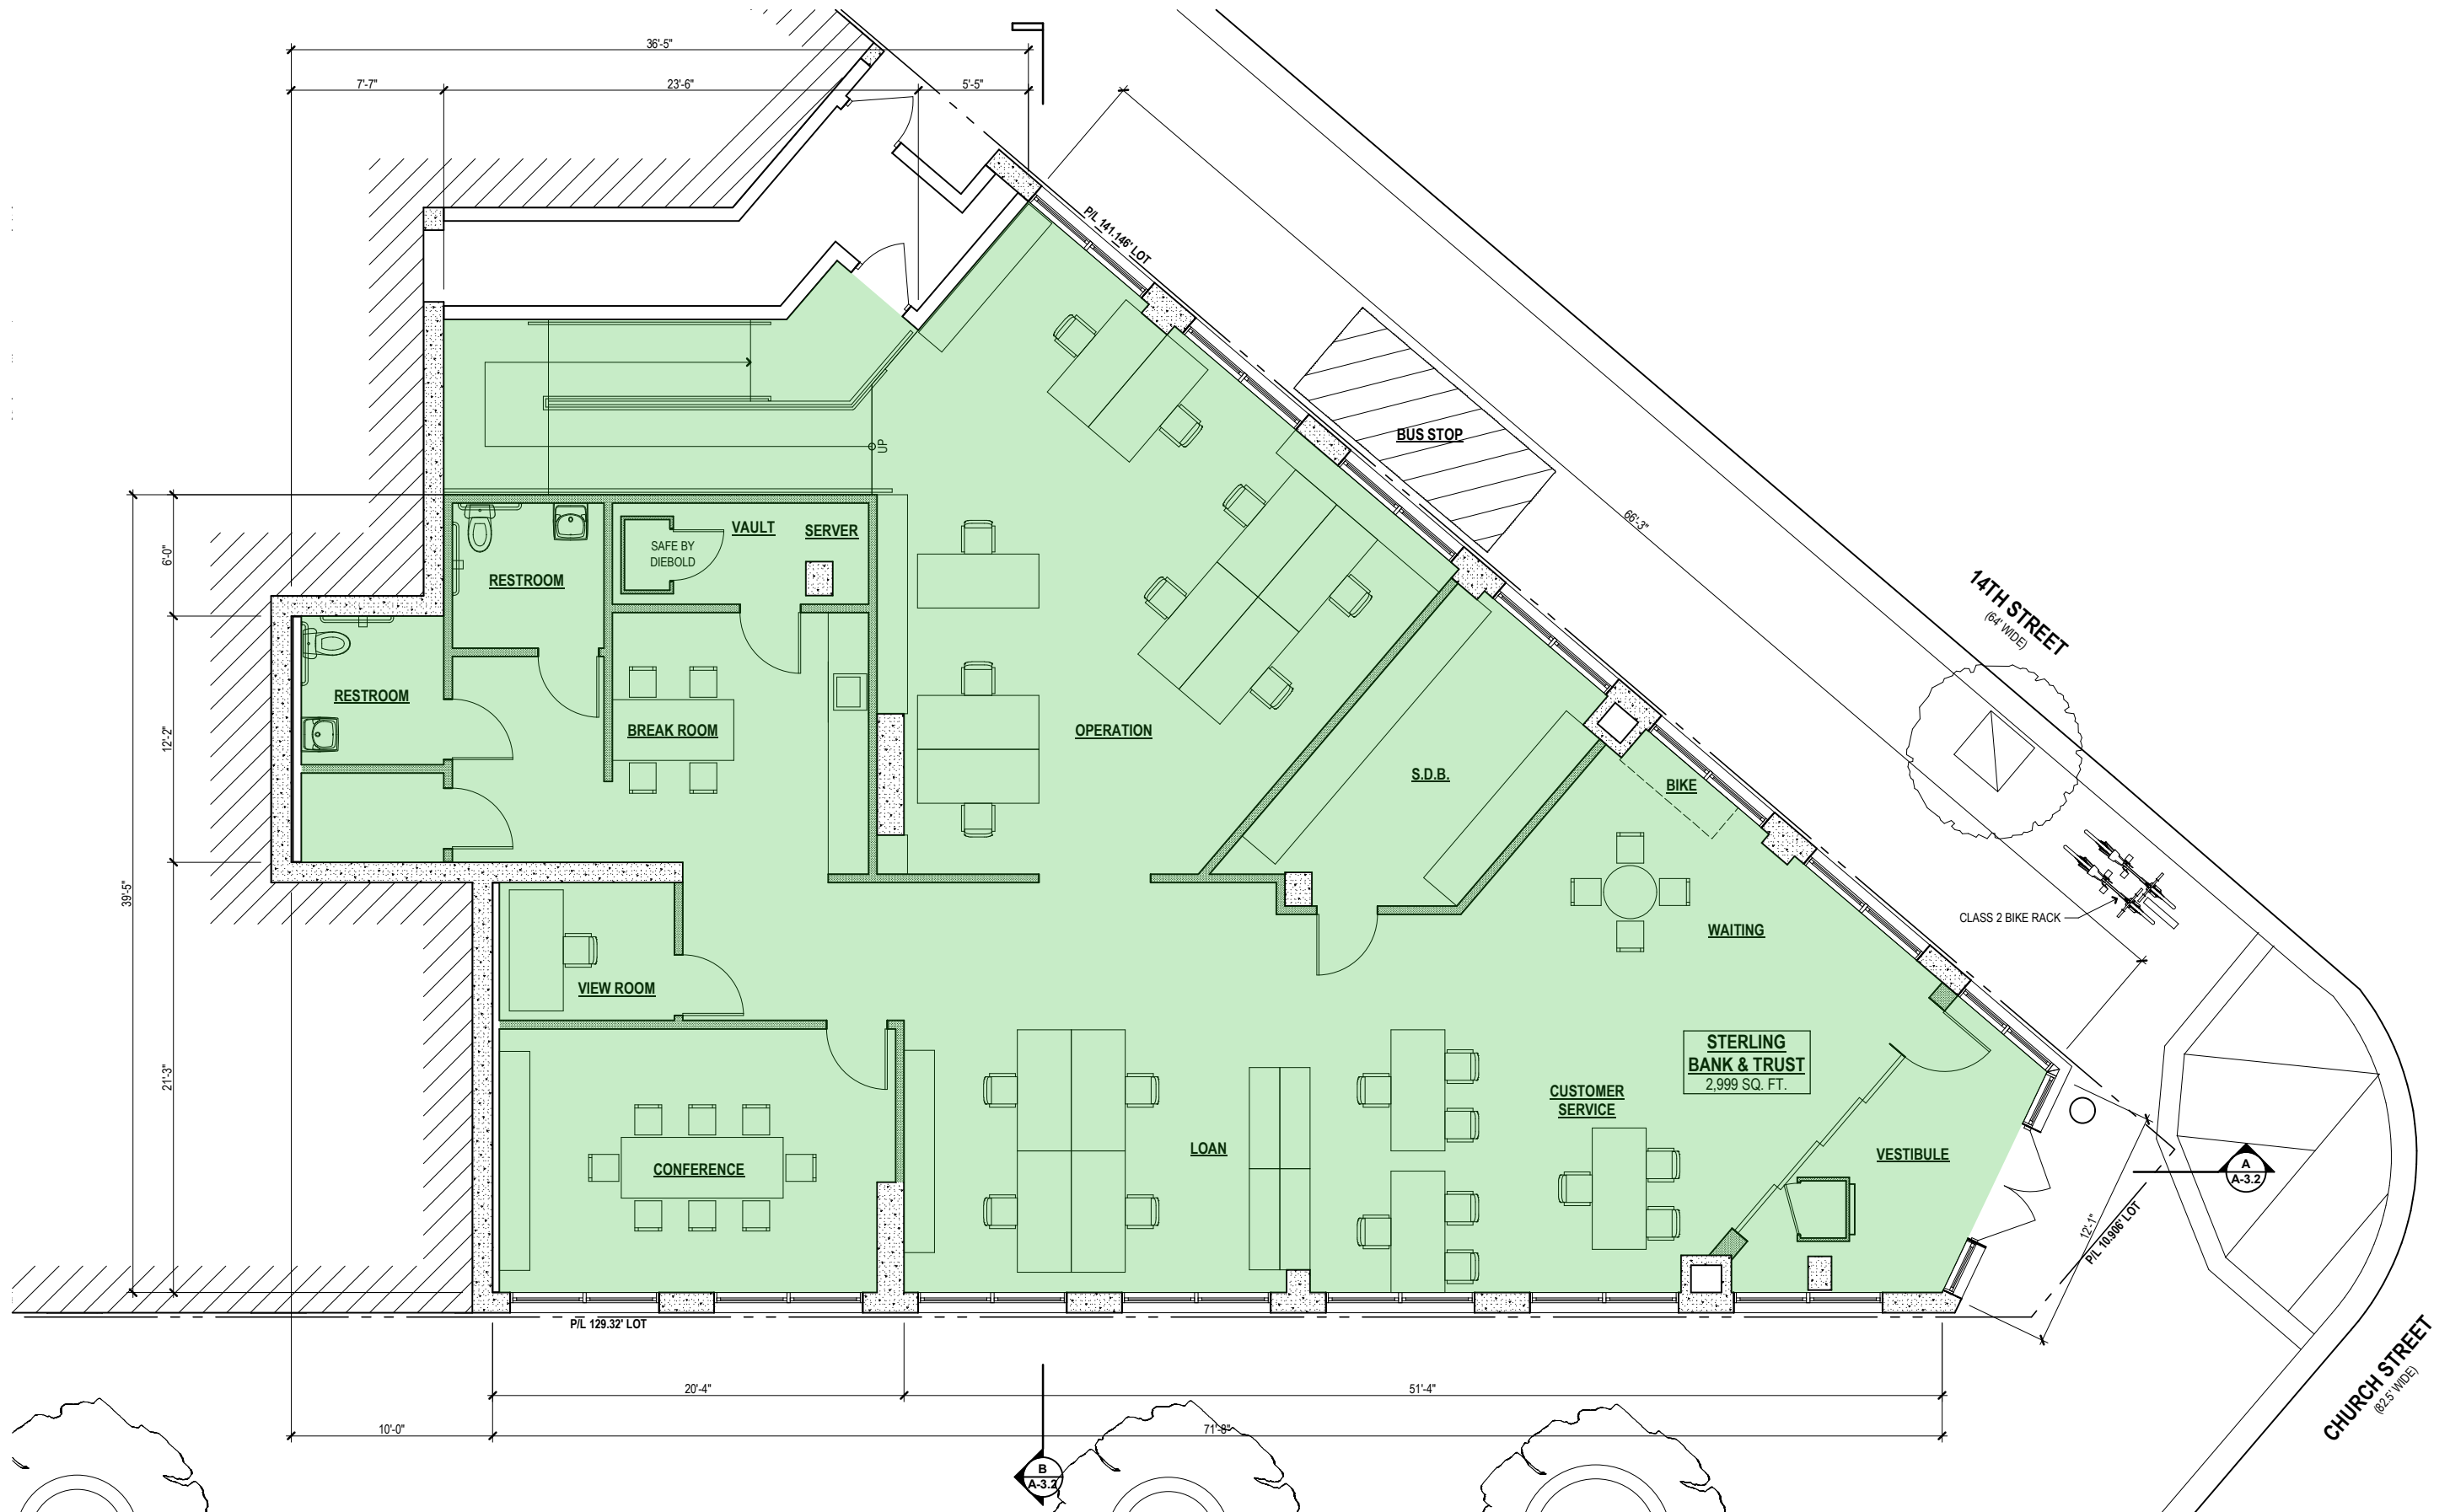 36'-5"
7'-7"
23'-6"
5'-5"
P/L 141.146' LOT
BUS STOP
66'-3"
14TH STREET
(64' WIDE)
UP
VAULT
SERVER
SAFE BY
DIEBOLD
RESTROOM
6'-0"
RESTROOM
BREAK ROOM
OPERATION
12'-2"
S.D.B.
BIKE
39'-5"
CLASS 2 BIKE RACK
WAITING
VIEW ROOM
STERLING
BANK & TRUST
2,999 SQ. FT.
21'-3"
CUSTOMER
SERVICE
LOAN
VESTIBULE
CONFERENCE
A
A-3.2
12'-1"
P/L 10.906' LOT
P/L 129.32' LOT
CHURCH STREET
(82.5' WIDE)
20'-4"
51'-4"
10'-0"
71'-8"
B
A-3.2